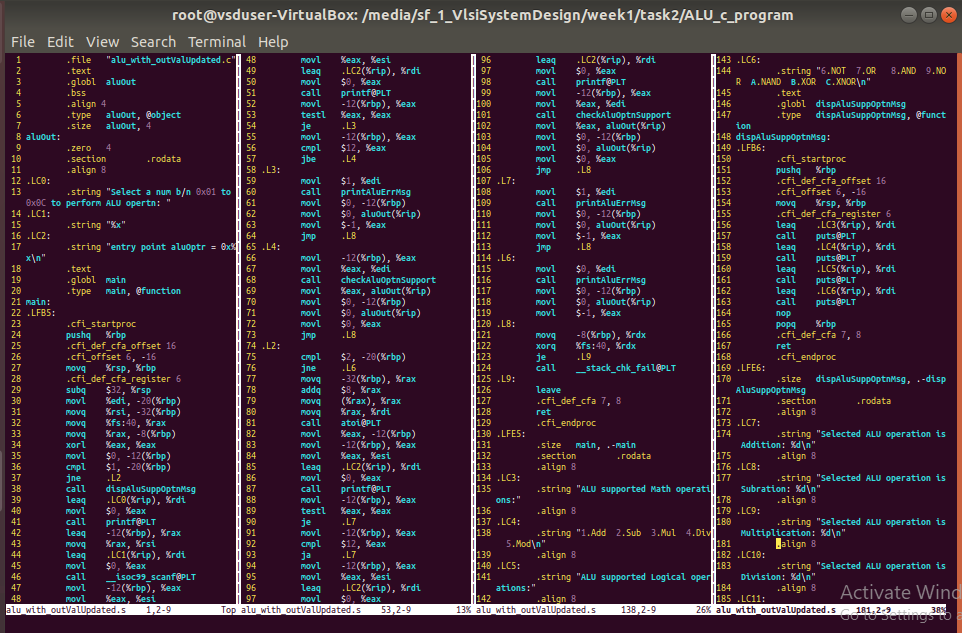 root@vsduser-VirtualBox: /media/sf_1_VlsiSystemDesign/week1/task2/ALU_c_program
File Edit View Search Terminal Help
1 .file "alu_with_outValUpdated.c"
2 .text
3 .globl aluOut
4 .bss
5 .align 4
6 .type aluOut, @object
7 .size aluOut, 4
8 aluOut:
9 .zero 4
10 .section .rodata
11 .align 8
12 .LC0:
13 .string "Select a num b/n 0x01 to
0x0C to perform ALU opertn: "
14 .LC1:
15 .string "%x"
16 .LC2:
17 .string "entry point aluOptr = 0x%
x\n"
18 .text
19 .globl main
20 .type main, @function
21 main:
22 .LFB5:
23 .cfi_startproc
24 pushq %rbp
25 .cfi_def_cfa_offset 16
26 .cfi_offset 6, -16
27 movq %rsp, %rbp
28 .cfi_def_cfa_register 6
29 subq $32, %rsp
30 movl %edi, -20(%rbp)
31 movq %rsi, -32(%rbp)
32 movq %fs:40, %rax
33 movq %rax, -8(%rbp)
34 xorl %eax, %eax
35 movl $0, -12(%rbp)
36 cmpl $1, -20(%rbp)
37 jne .L2
38 call dispAluSuppOptnMsg
39 leaq .LC0(%rip), %rdi
40 movl $0, %eax
41 call printf@PLT
42 leaq -12(%rbp), %rax
43 movq %rax, %rsi
44 leaq .LC1(%rip), %rdi
45 movl $0, %eax
46 call __isoc99_scanf@PLT
47 movl -12(%rbp), %eax
48 movl %eax, %esi
alu_with_outValUpdated.s 1,2-9 Top
48 movl %eax, %esi
49 leaq .LC2(%rip), %rdi
50 movl $0, %eax
51 call printf@PLT
52 movl -12(%rbp), %eax
53 testl %eax, %eax
54 je .L3
55 movl -12(%rbp), %eax
56 cmpl $12, %eax
57 jbe .L4
58 .L3:
59 movl $1, %edi
60 call printAluErrMsg
61 movl $0, -12(%rbp)
62 movl $0, aluOut(%rip)
63 movl $-1, %eax
64 jmp .L8
65 .L4:
66 movl -12(%rbp), %eax
67 movl %eax, %edi
68 call checkAluOptnSupport
69 movl %eax, aluOut(%rip)
70 movl $0, -12(%rbp)
71 movl $0, aluOut(%rip)
72 movl $0, %eax
73 jmp .L8
74 .L2:
75 cmpl $2, -20(%rbp)
76 jne .L6
77 movq -32(%rbp), %rax
78 addq $8, %rax
79 movq (%rax), %rax
80 movq %rax, %rdi
81 call atoi@PLT
82 movl %eax, -12(%rbp)
83 movl -12(%rbp), %eax
84 movl %eax, %esi
85 leaq .LC2(%rip), %rdi
86 movl $0, %eax
87 call printf@PLT
88 movl -12(%rbp), %eax
89 testl %eax, %eax
90 je .L7
91 movl -12(%rbp), %eax
92 cmpl $12, %eax
93 ja .L7
94 movl -12(%rbp), %eax
95 movl %eax, %esi
96 leaq .LC2(%rip), %rdi
97 movl $0, %eax
alu_with_outValUpdated.s 53,2-9 13%
96 leaq .LC2(%rip), %rdi
97 movl $0, %eax
98 call printf@PLT
99 movl -12(%rbp), %eax
100 movl %eax, %edi
101 call checkAluOptnSupport
102 movl %eax, aluOut(%rip)
103 movl $0, -12(%rbp)
104 movl $0, aluOut(%rip)
105 movl $0, %eax
106 jmp .L8
107 .L7:
108 movl $1, %edi
109 call printAluErrMsg
110 movl $0, -12(%rbp)
111 movl $0, aluOut(%rip)
112 movl $-1, %eax
113 jmp .L8
114 .L6:
115 movl $0, %edi
116 call printAluErrMsg
117 movl $0, -12(%rbp)
118 movl $0, aluOut(%rip)
119 movl $-1, %eax
120 .L8:
121 movq -8(%rbp), %rdx
122 xorq %fs:40, %rdx
123 je .L9
124 call __stack_chk_fail@PLT
125 .L9:
126 leave
127 .cfi_def_cfa 7, 8
128 ret
129 .cfi_endproc
130 .LFE5:
131 .size main, .-main
132 .section .rodata
133 .align 8
134 .LC3:
135 .string "ALU supported Math operati
ons:"
136 .align 8
137 .LC4:
138 .string "1.Add 2.Sub 3.Mul 4.Div
5.Mod\n"
139 .align 8
140 .LC5:
141 .string "ALU supported Logical oper
ations:"
142 .align 8
alu_with_outValUpdated.s 138,2-9 26%
143 .LC6:
144 .string "6.NOT 7.OR 8.AND 9.NO
R A.NAND B.XOR C.XNOR\n"
145 .text
146 .globl dispAluSuppOptnMsg
147 .type dispAluSuppOptnMsg, @funct
ion
148 dispAluSuppOptnMsg:
149 .LFB6:
150 .cfi_startproc
151 pushq %rbp
152 .cfi_def_cfa_offset 16
153 .cfi_offset 6, -16
154 movq %rsp, %rbp
155 .cfi_def_cfa_register 6
156 leaq .LC3(%rip), %rdi
157 call puts@PLT
158 leaq .LC4(%rip), %rdi
159 call puts@PLT
160 leaq .LC5(%rip), %rdi
161 call puts@PLT
162 leaq .LC6(%rip), %rdi
163 call puts@PLT
164 nop
165 popq %rbp
166 .cfi_def_cfa 7, 8
167 ret
168 .cfi_endproc
169 .LFE6:
170 .size dispAluSuppOptnMsg, .-disp
AluSuppOptnMsg
171 .section .rodata
172 .align 8
173 .LC7:
174 .string "Selected ALU operation is
Addition: %d\n"
175 .align 8
176 .LC8:
177 .string "Selected ALU operation is
Subration: %d\n"
178 .align 8
179 .LC9:
180 .string "Selected ALU operation is
Multiplication: %d\n"
181 .align 8
182 .LC10:
183 .string "Selected ALU operation is
Division: %d\n"
184 .align 8
185 .LC11:
alu_with_outValUpdated.s 181,2-9 38%
Activate Wind
Go to Settings to a